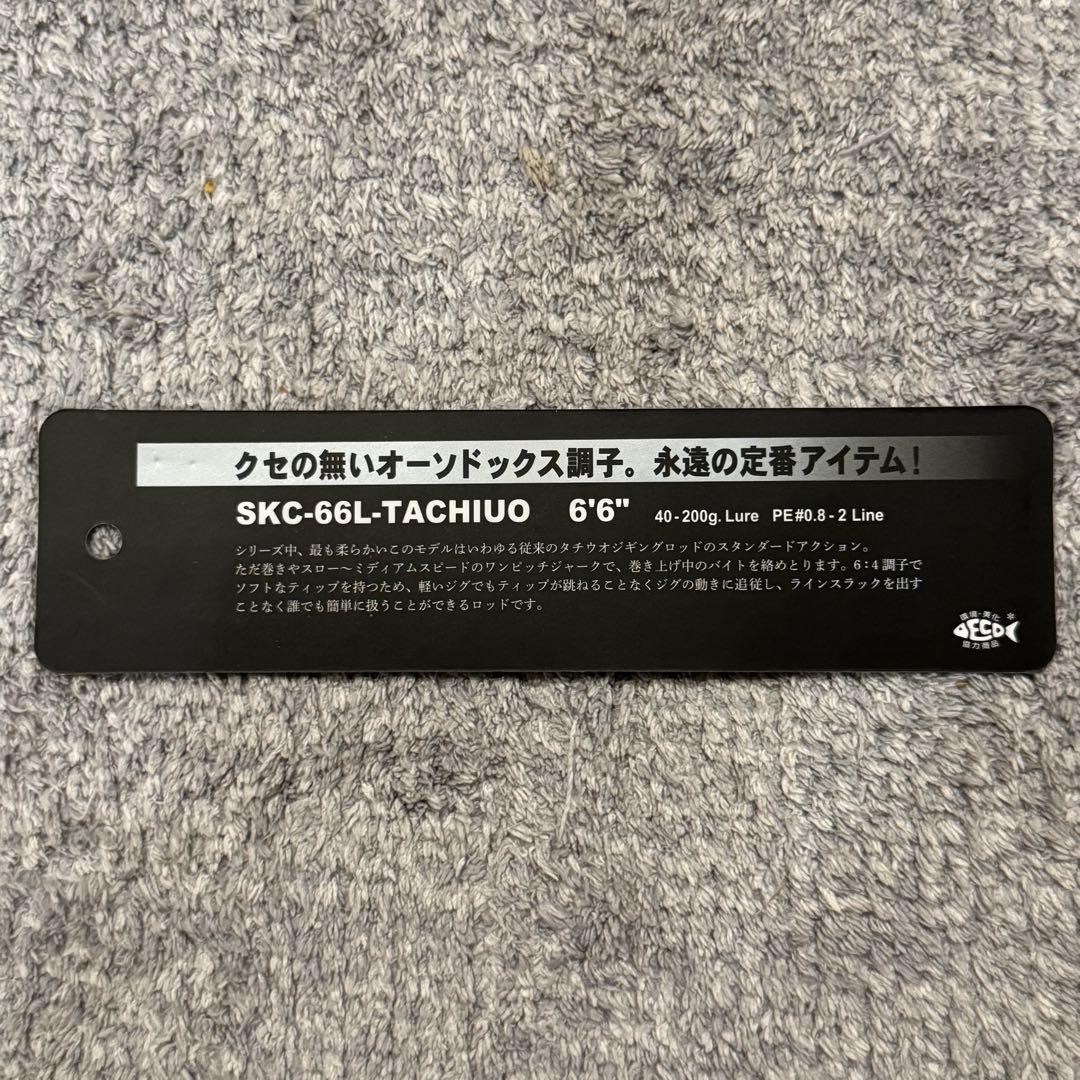 クセの無いオーソドックス調子。永遠の定番アイテム！
SKC-66L-TACHIUO 6'6" 40-200g. Lure PE#0.8-2 Line
シリーズ中、最も柔らかいこのモデルはいわゆる従来のタチウオジギングロッドのスタンダードアクション。
ただ巻きやスロー〜ミディアムスピードのワンピッチジャークで、巻き上げ中のバイトを絡めとります。6:4調子で
ソフトなティップを持つため、軽いジグでもティップが跳ねることなくジグの動きに追従し、ラインスラックを出す
ことなく誰でも簡単に扱うことができるロッドです。
環境・美化
ECO
協力商品